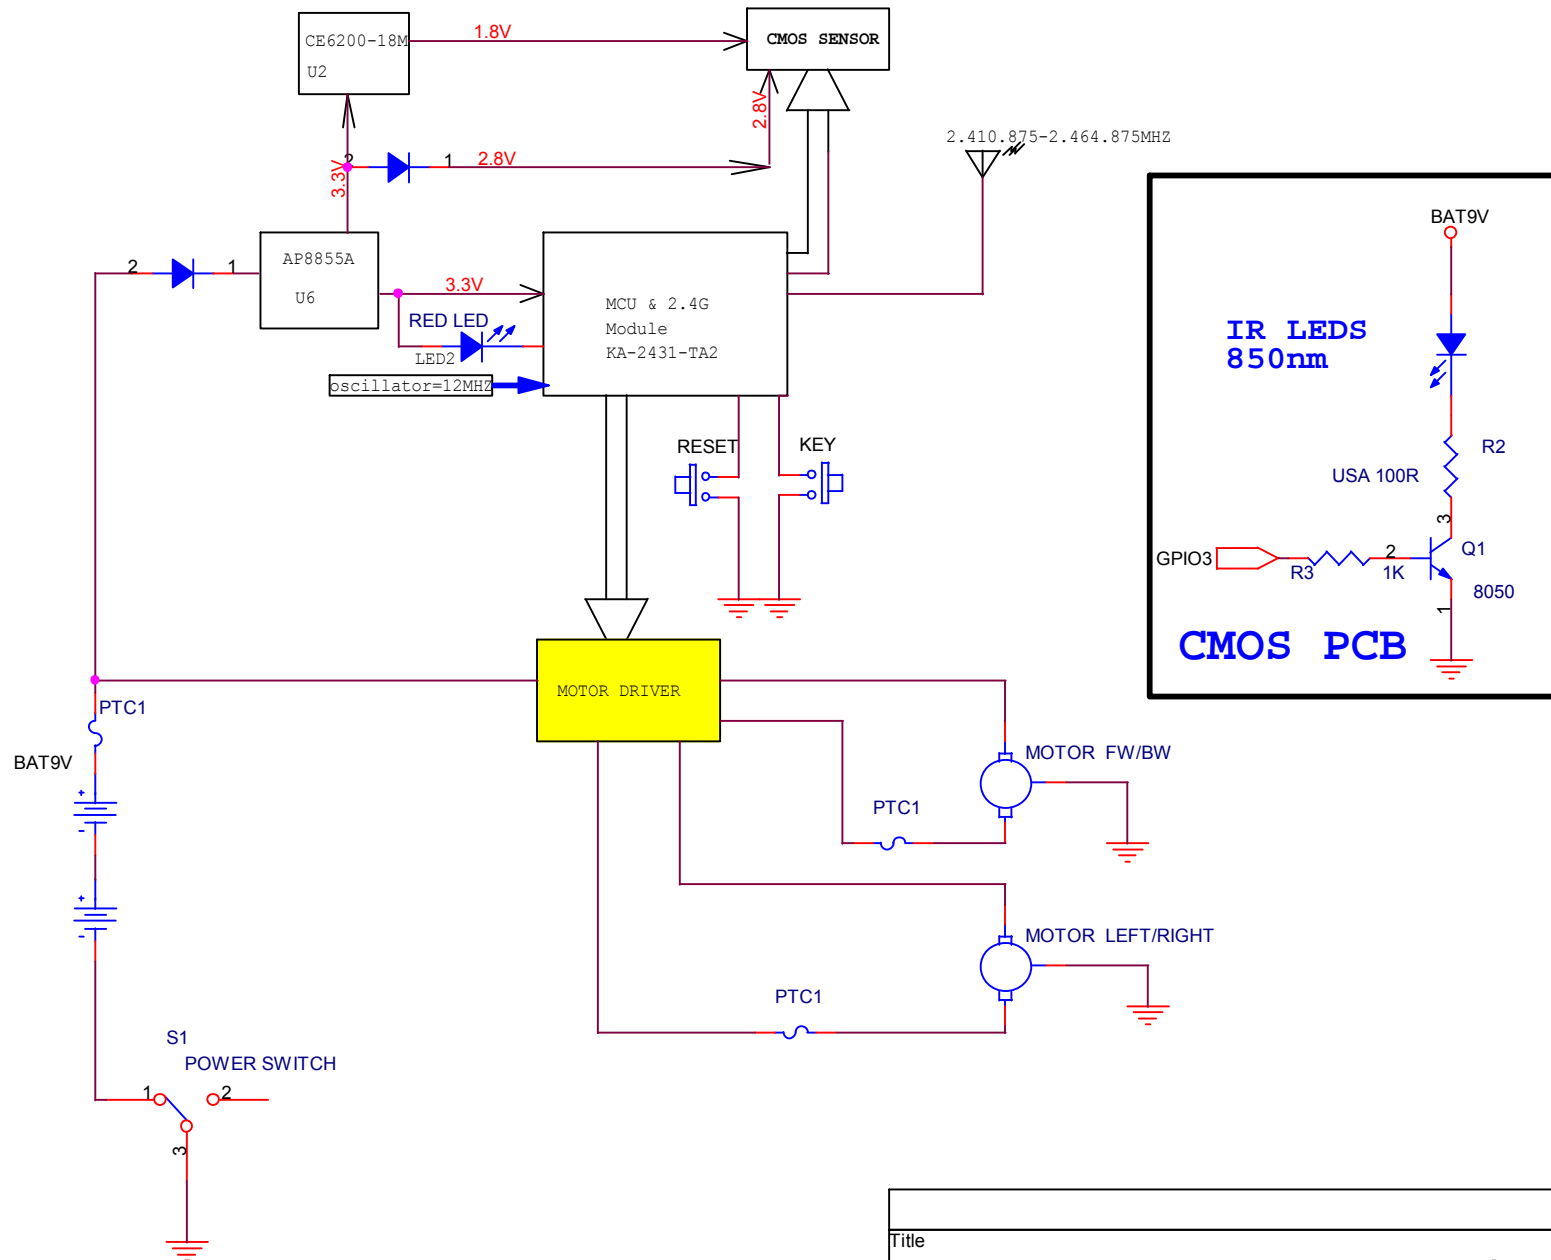 CE6200-18M
U2
1.8V
CMOS SENSOR
2.8V
2.410.875-2.464.875MHZ
2
1
2.8V
3.3V
BAT9V
2
1
AP8855A
U6
3.3V
MCU & 2.4G
Module
KA-2431-TA2
RED LED
LED2
oscillator=12MHZ
IR LEDS
850nm
RESET
KEY
R2
USA 100R
3
GPIO3
R3
2
1K
Q1
8050
1
CMOS PCB
MOTOR DRIVER
PTC1
BAT9V
+
-
+
-
MOTOR FW/BW
PTC1
MOTOR LEFT/RIGHT
PTC1
S1
POWER SWITCH
1
2
3
Title